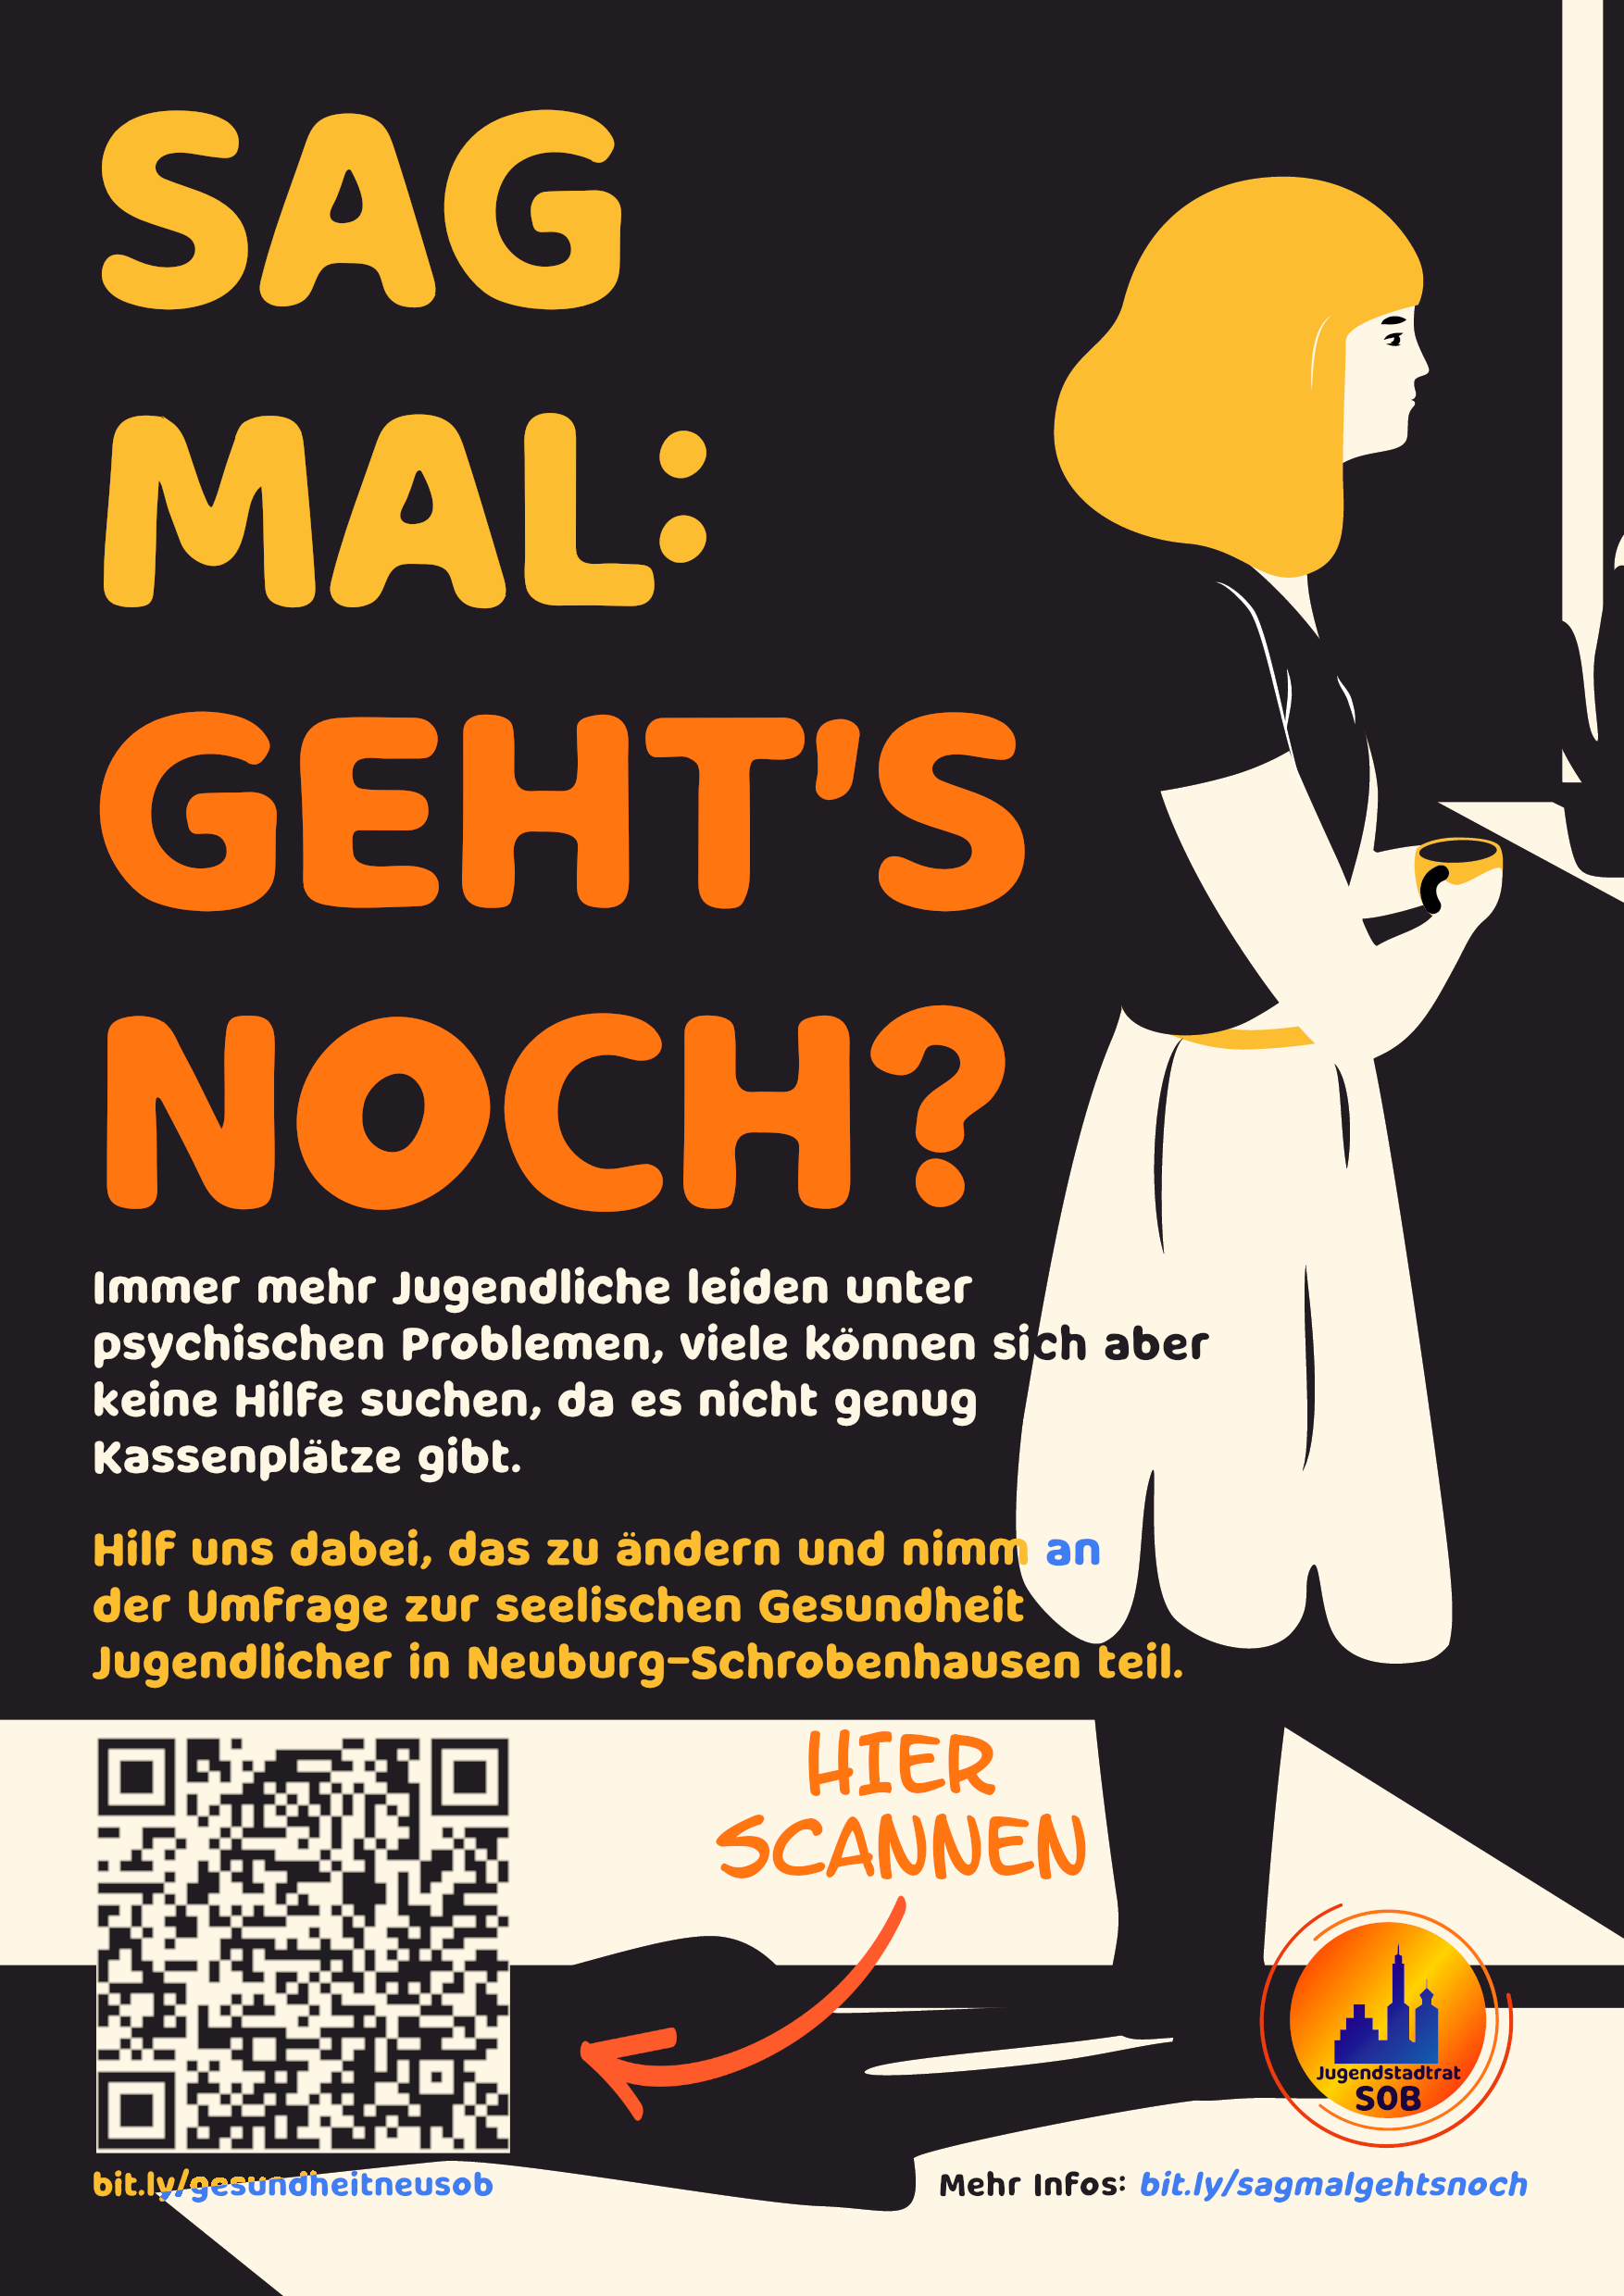 SAG
MAL:
GEHT'S
NOCH?
Immer mehr Jugendliche leiden unter
psychischen Problemen, viele können sich aber
keine Hilfe suchen, da es nicht genug
Kassenplätze gibt.
Hilf uns dabei, das zu ändern und nimm an
der Umfrage zur seelischen Gesundheit
Jugendlicher in Neuburg-Schrobenhausen teil.
HIER
SCANNEN
Jugendstadtrat
SOB
bit.ly/gesundheitneusob
Mehr Infos: bit.ly/sagmalgehtsnoch